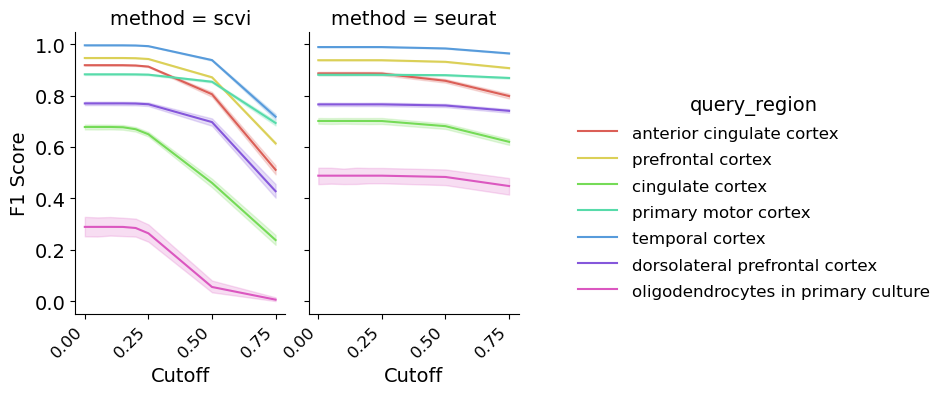 method = scvi
method = seurat
F1 Score
1.0
0.8
0.6
0.4
0.2
0.0
0.00
0.25
0.50
0.75
Cutoff
0.00
0.25
0.50
0.75
Cutoff
query_region
anterior cingulate cortex
prefrontal cortex
cingulate cortex
primary motor cortex
temporal cortex
dorsolateral prefrontal cortex
oligodendrocytes in primary culture